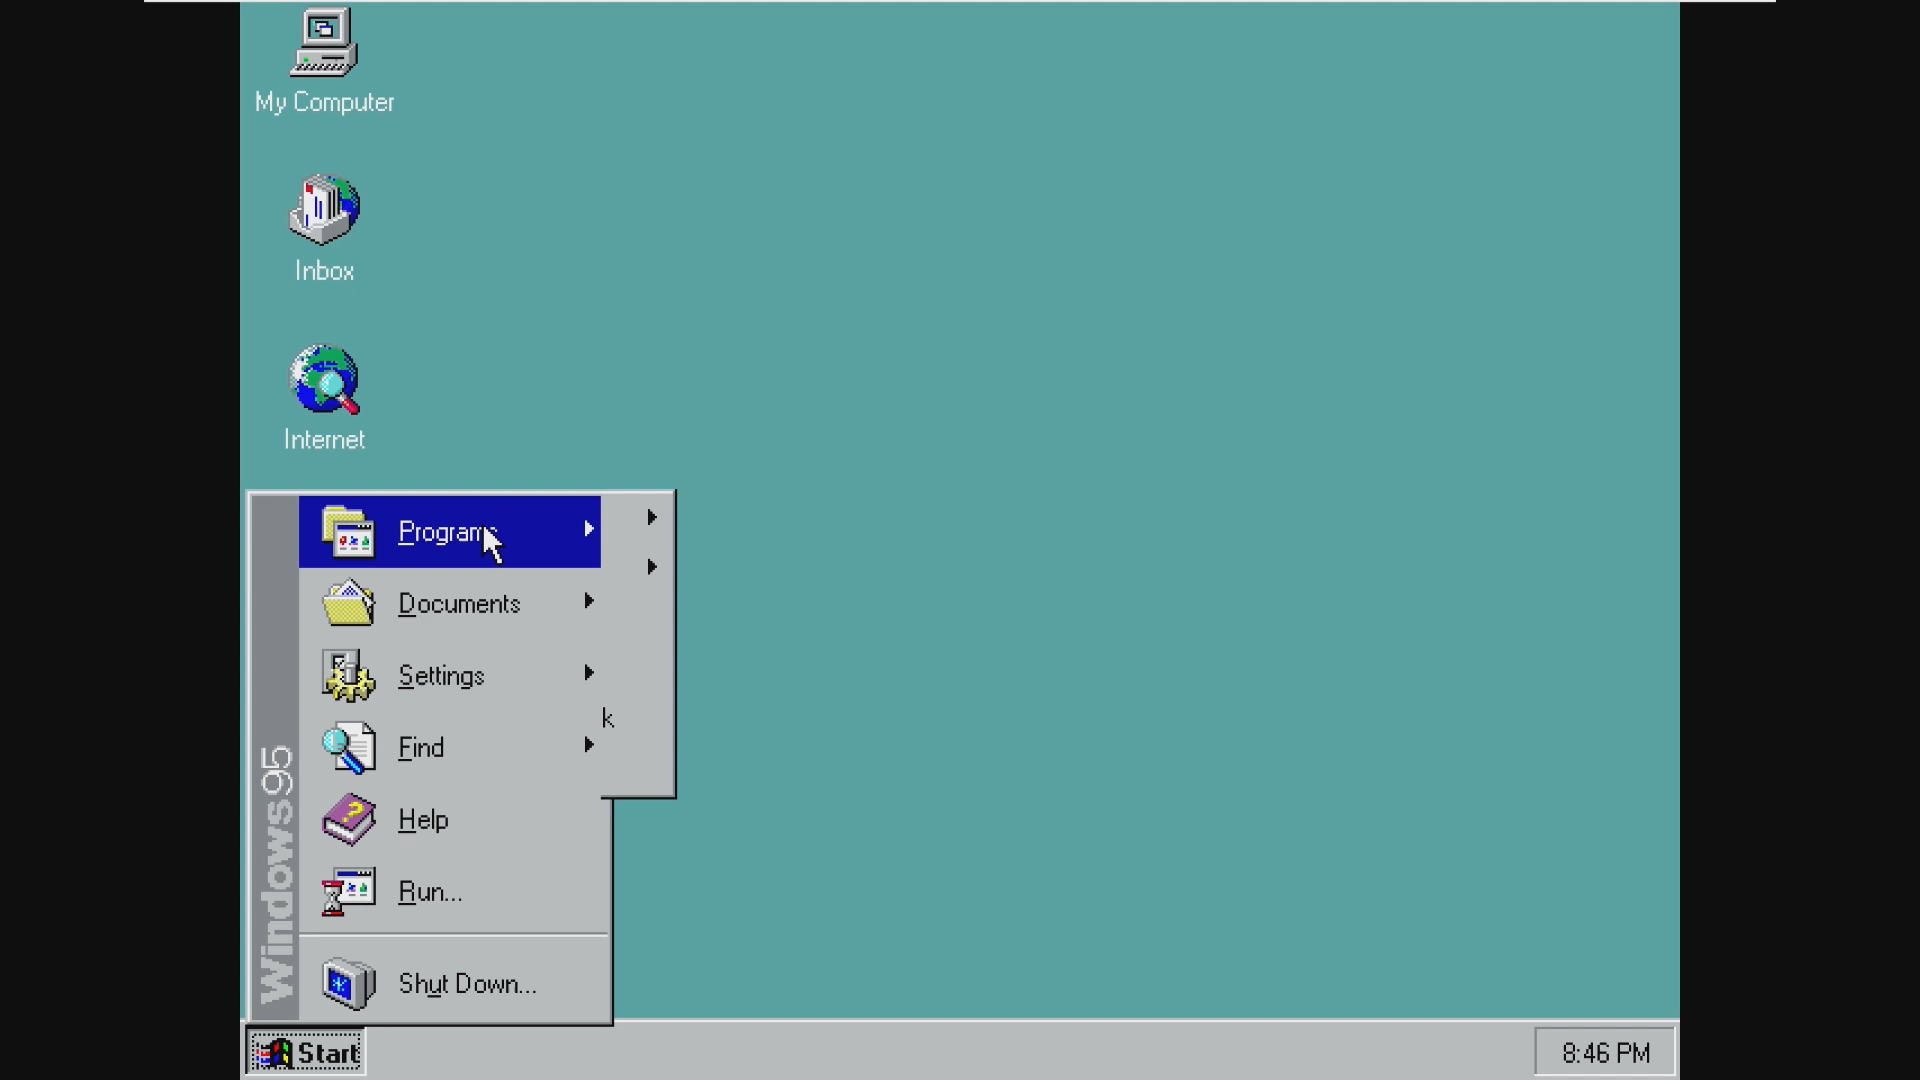 My Computer
Inbox
Internet
Programs
Documents
Settings
k
Find
Help
Run...
Shut Down...
Windows95
Start
8:46 PM